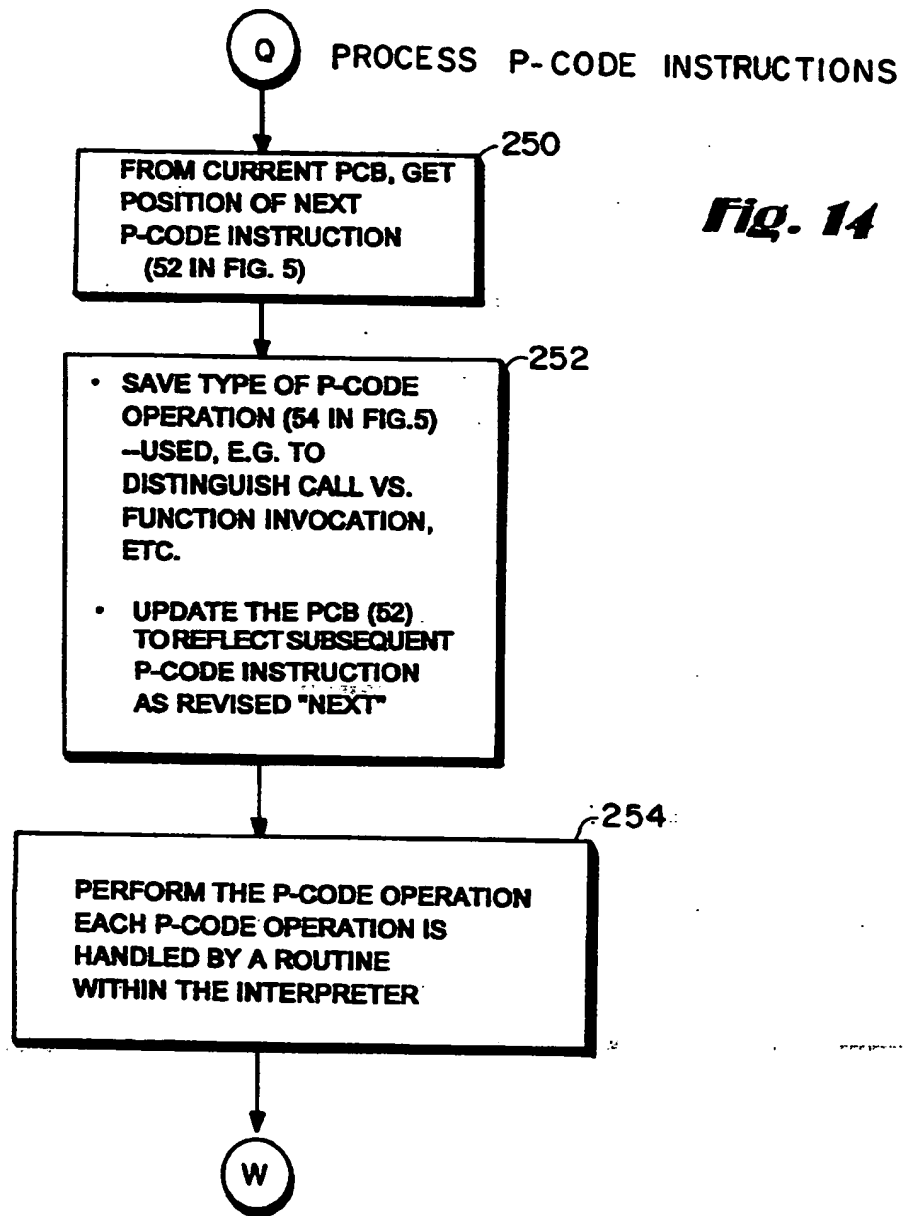 Q PROCESS P-CODE INSTRUCTIONS
250
FROM CURRENT PCB, GET
POSITION OF NEXT
P-CODE INSTRUCTION
(52 IN FIG. 5)
Fig. 14
252
• SAVE TYPE OF P-CODE
OPERATION (54 IN FIG.5)
--USED, E.G. TO
DISTINGUISH CALL VS.
FUNCTION INVOCATION,
ETC.
• UPDATE THE PCB (52)
TO REFLECT SUBSEQUENT
P-CODE INSTRUCTION
AS REVISED "NEXT"
254
PERFORM THE P-CODE OPERATION
EACH P-CODE OPERATION IS
HANDLED BY A ROUTINE
WITHIN THE INTERPRETER
W